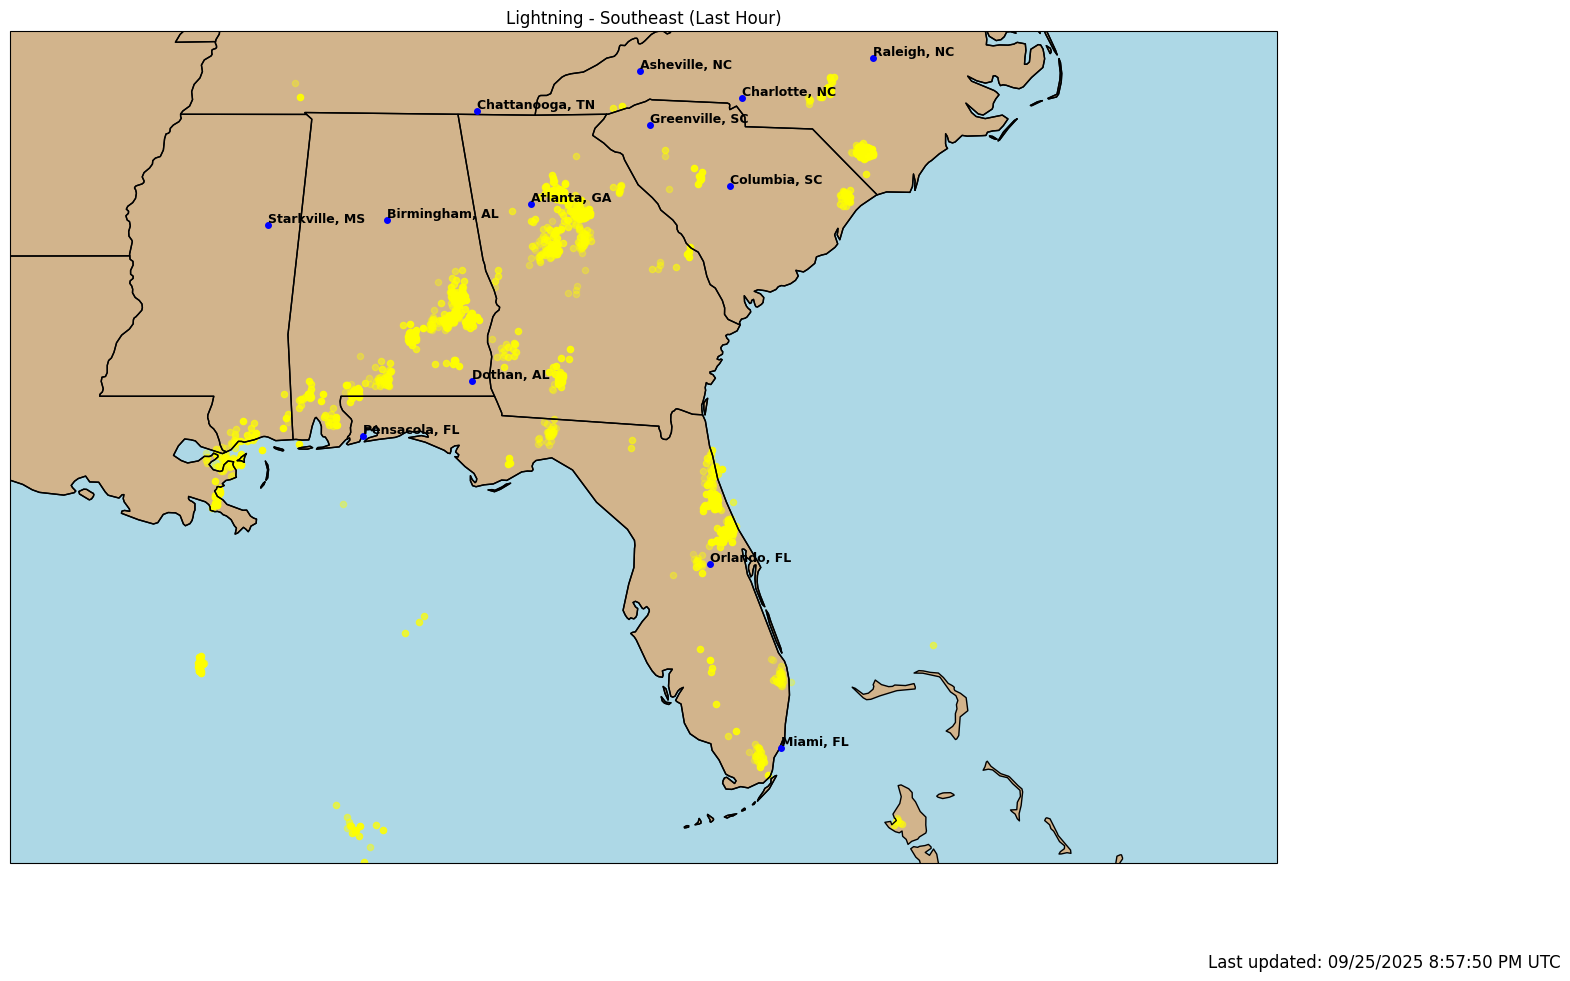 Lightning - Southeast (Last Hour)
Raleigh, NC
Asheville, NC
Charlotte, NC
Chattanooga, TN
Greenville, SC
Columbia, SC
Atlanta, GA
Birmingham, AL
Starkville, MS
Dothan, AL
Pensacola, FL
Orlando, FL
Miami, FL
Last updated: 09/25/2025 8:57:50 PM UTC